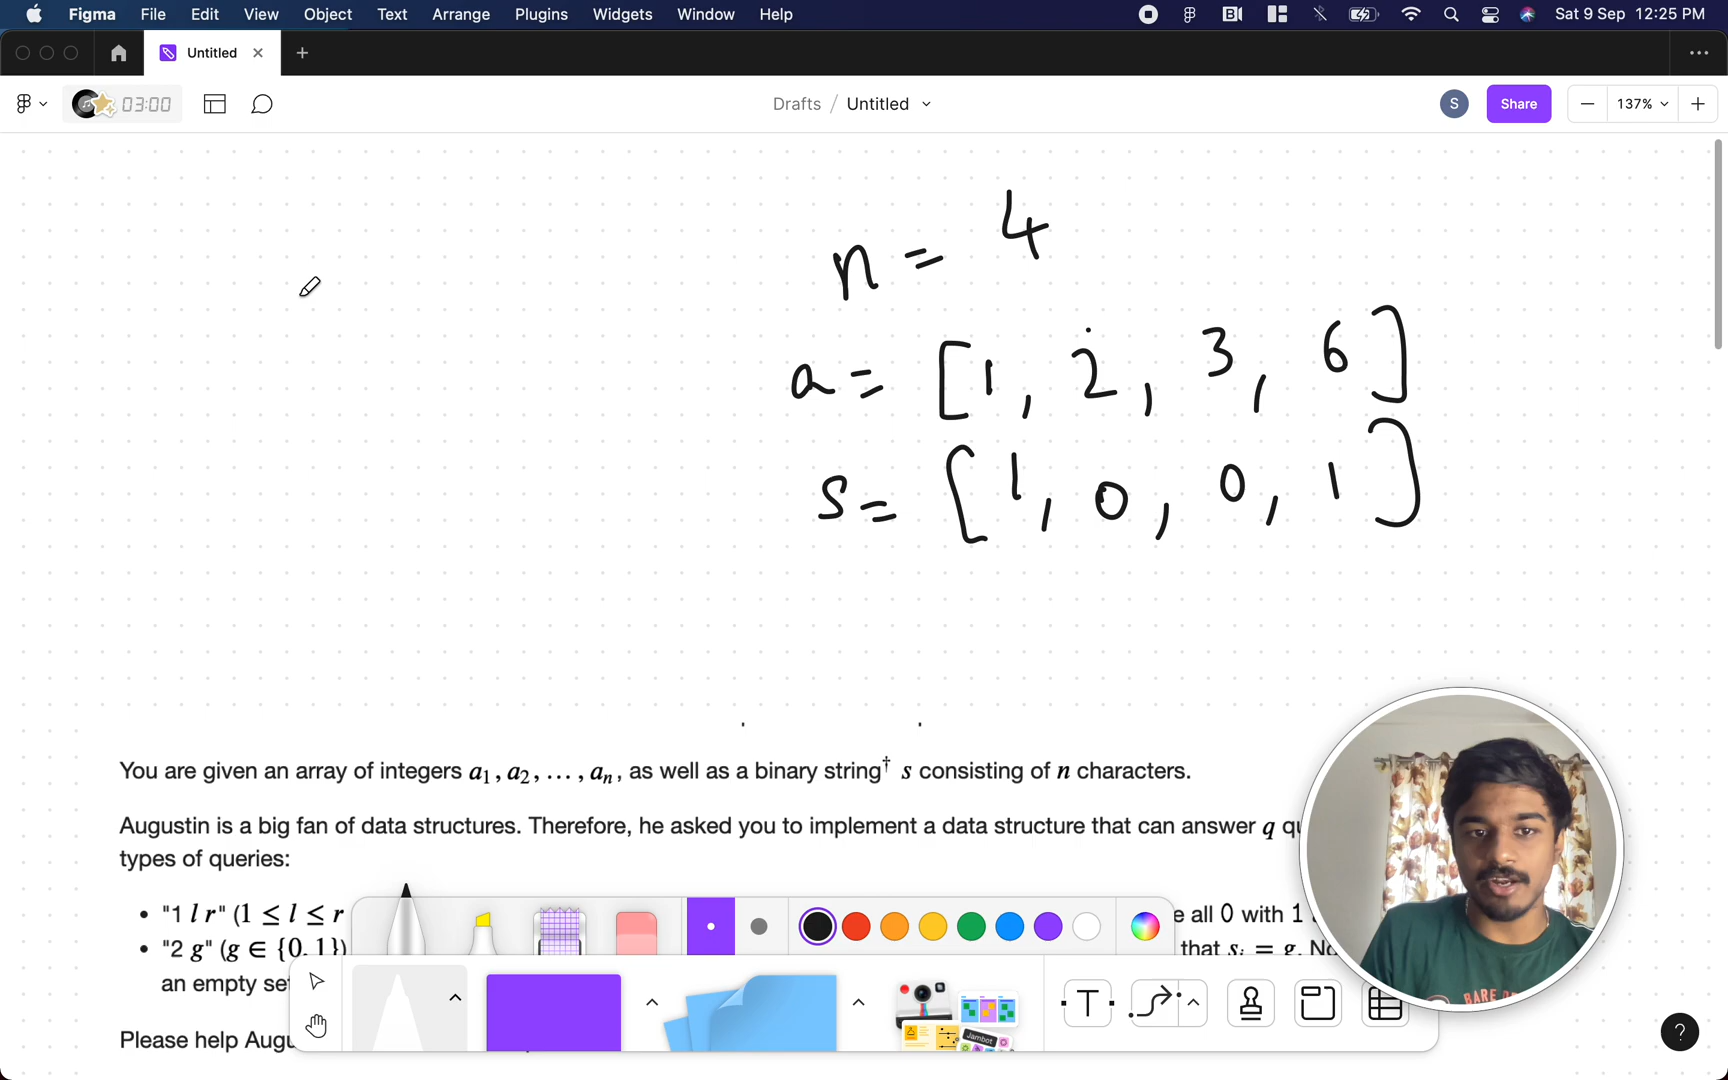 Figma File Edit View Object Text Arrange Plugins Widgets Window Help Sat 9 Sep 12:25 PM
Untitled
03:00 Drafts / Untitled S Share 137%
n = 4
a = [1, 2, 3, 6]
s = [1, 0, 0, 1]
You are given an array of integers a₁, a₂, …, aₙ, as well as a binary string† s consisting of n characters.
Augustin is a big fan of data structures. Therefore, he asked you to implement a data structure that can answer q
types of queries:
• "1 l r" (1 ≤ l ≤ r all 0 with 1
• "2 g" (g ∈ {0, 1}) that sᵢ = g.
an empty
Please help
T
Jambot
?
HARE